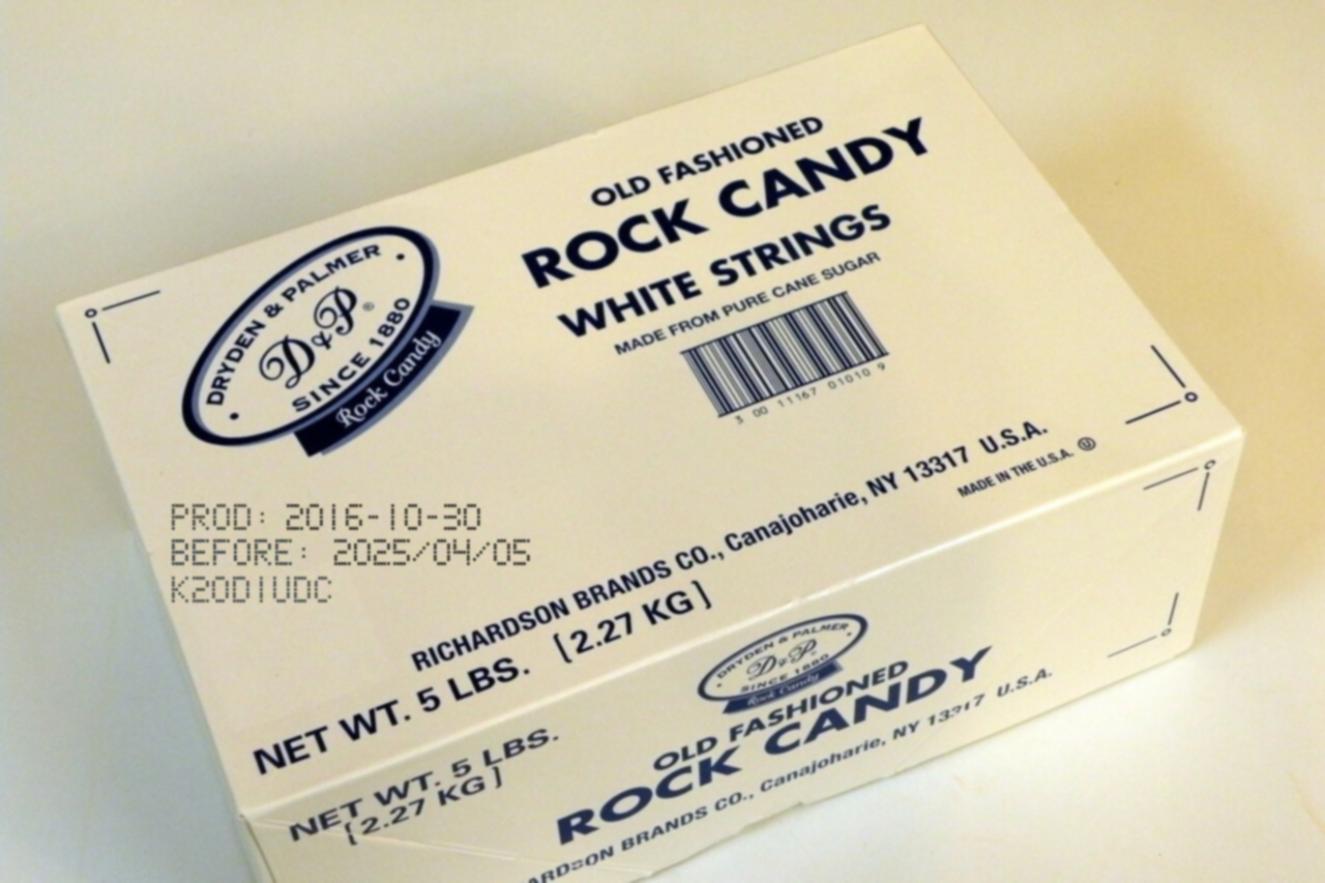 OLD FASHIONED
ROCK CANDY
WHITE STRINGS
MADE FROM PURE CANE SUGAR
3 00 11167 01010 9
DRYDEN & PALMER
D&P®
SINCE 1880
Rock Candy
PROD: 2016-10-30
BEFORE: 2025/04/05
K20D1UDC
RICHARDSON BRANDS CO., Canajoharie, NY 13317 U.S.A.
MADE IN THE U.S.A. Ⓤ
NET WT. 5 LBS. [2.27 KG]
DRYDEN & PALMER
D&P®
SINCE 1880
Rock Candy
OLD FASHIONED
ROCK CANDY
NET WT. 5 LBS.
[2.27 KG]
BRANDS CO., Canajoharie, NY 13317 U.S.A.